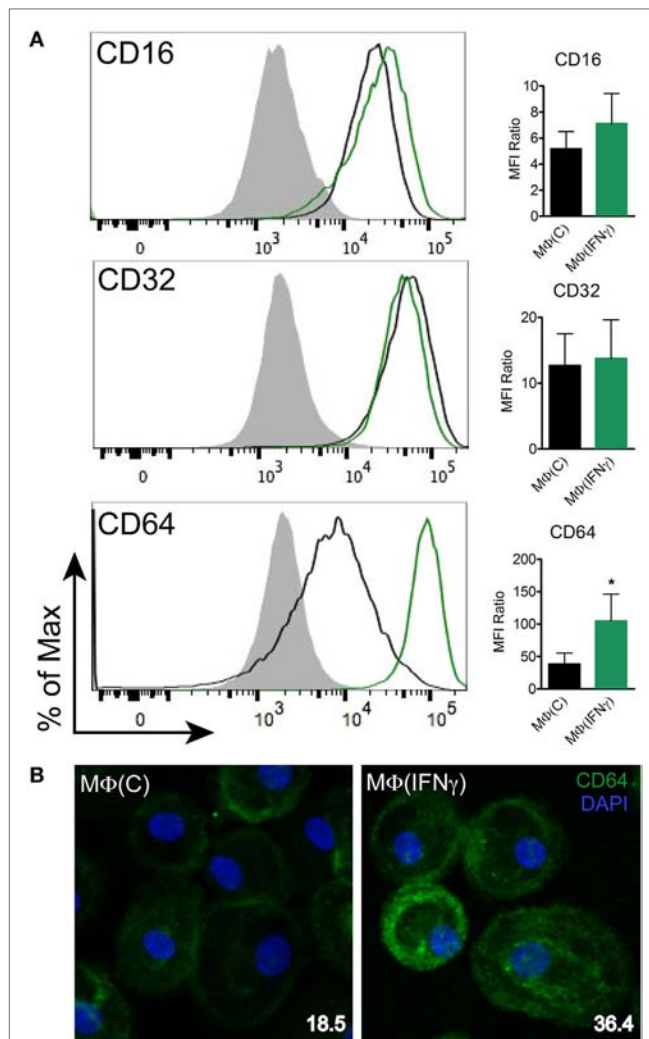 A
CD16
0 10³ 10⁴ 10⁵
CD16
MFI Ratio
10
8
6
4
2
0
MΦ(C)
MΦ(IFNγ)
CD32
0 10³ 10⁴ 10⁵
CD32
MFI Ratio
20
10
0
MΦ(C)
MΦ(IFNγ)
CD64
% of Max
0 10³ 10⁴ 10⁵
CD64
MFI Ratio
200
150
100
50
0
*
MΦ(C)
MΦ(IFNγ)
B
MΦ(C)
18.5
MΦ(IFNγ)
CD64
DAPI
36.4